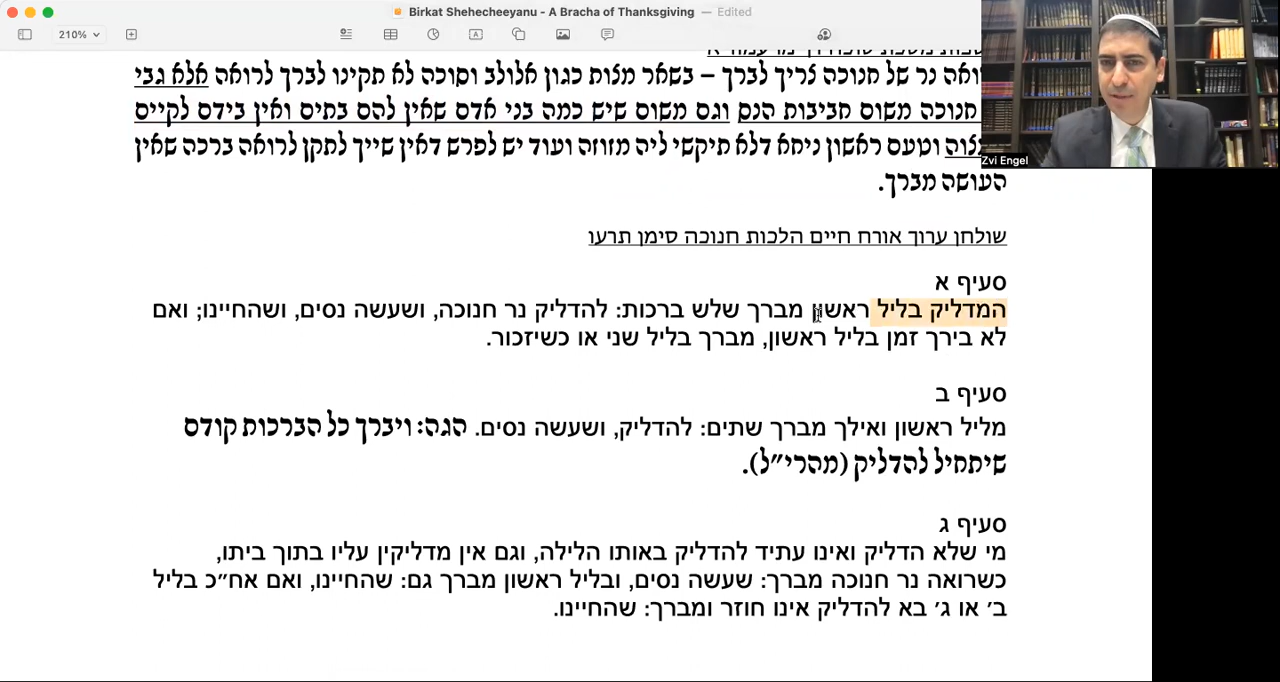 Birkat Shehecheeyanu - A Bracha of Thanksgiving — Edited
210%
Zvi Engel
נר של חנוכה צריך לברך – בשאר מצות כגון אלולב וסוכה לא תקינו לברך לרואה אלא גבי
חנוכה משום חביבות הנס וגם משום שיש כמה בני אדם שאין להם בתים ואין בידם לקיים
וטעם ראשון ניחא דלא תיקשי ליה מזוזה ועוד יש לפרש דאין שייך לתקן לרואה ברכה שאין
העושה מברך.
שולחן ערוך אורח חיים הלכות חנוכה סימן תרעו
סעיף א
המדליק בליל ראשון מברך שלש ברכות: להדליק נר חנוכה, ושעשה נסים, ושהחיינו; ואם
לא בירך זמן בליל ראשון, מברך בליל שני או כשיזכור.
סעיף ב
מליל ראשון ואילך מברך שתים: להדליק, ושעשה נסים. הגה: ויברך כל הברכות קודם
שיתחיל להדליק (מהרי״ל).
סעיף ג
מי שלא הדליק ואינו עתיד להדליק באותו הלילה, וגם אין מדליקין עליו בתוך ביתו,
כשרואה נר חנוכה מברך: שעשה נסים, ובליל ראשון מברך גם: שהחיינו, ואם אח״כ בליל
ב׳ או ג׳ בא להדליק אינו חוזר ומברך: שהחיינו.